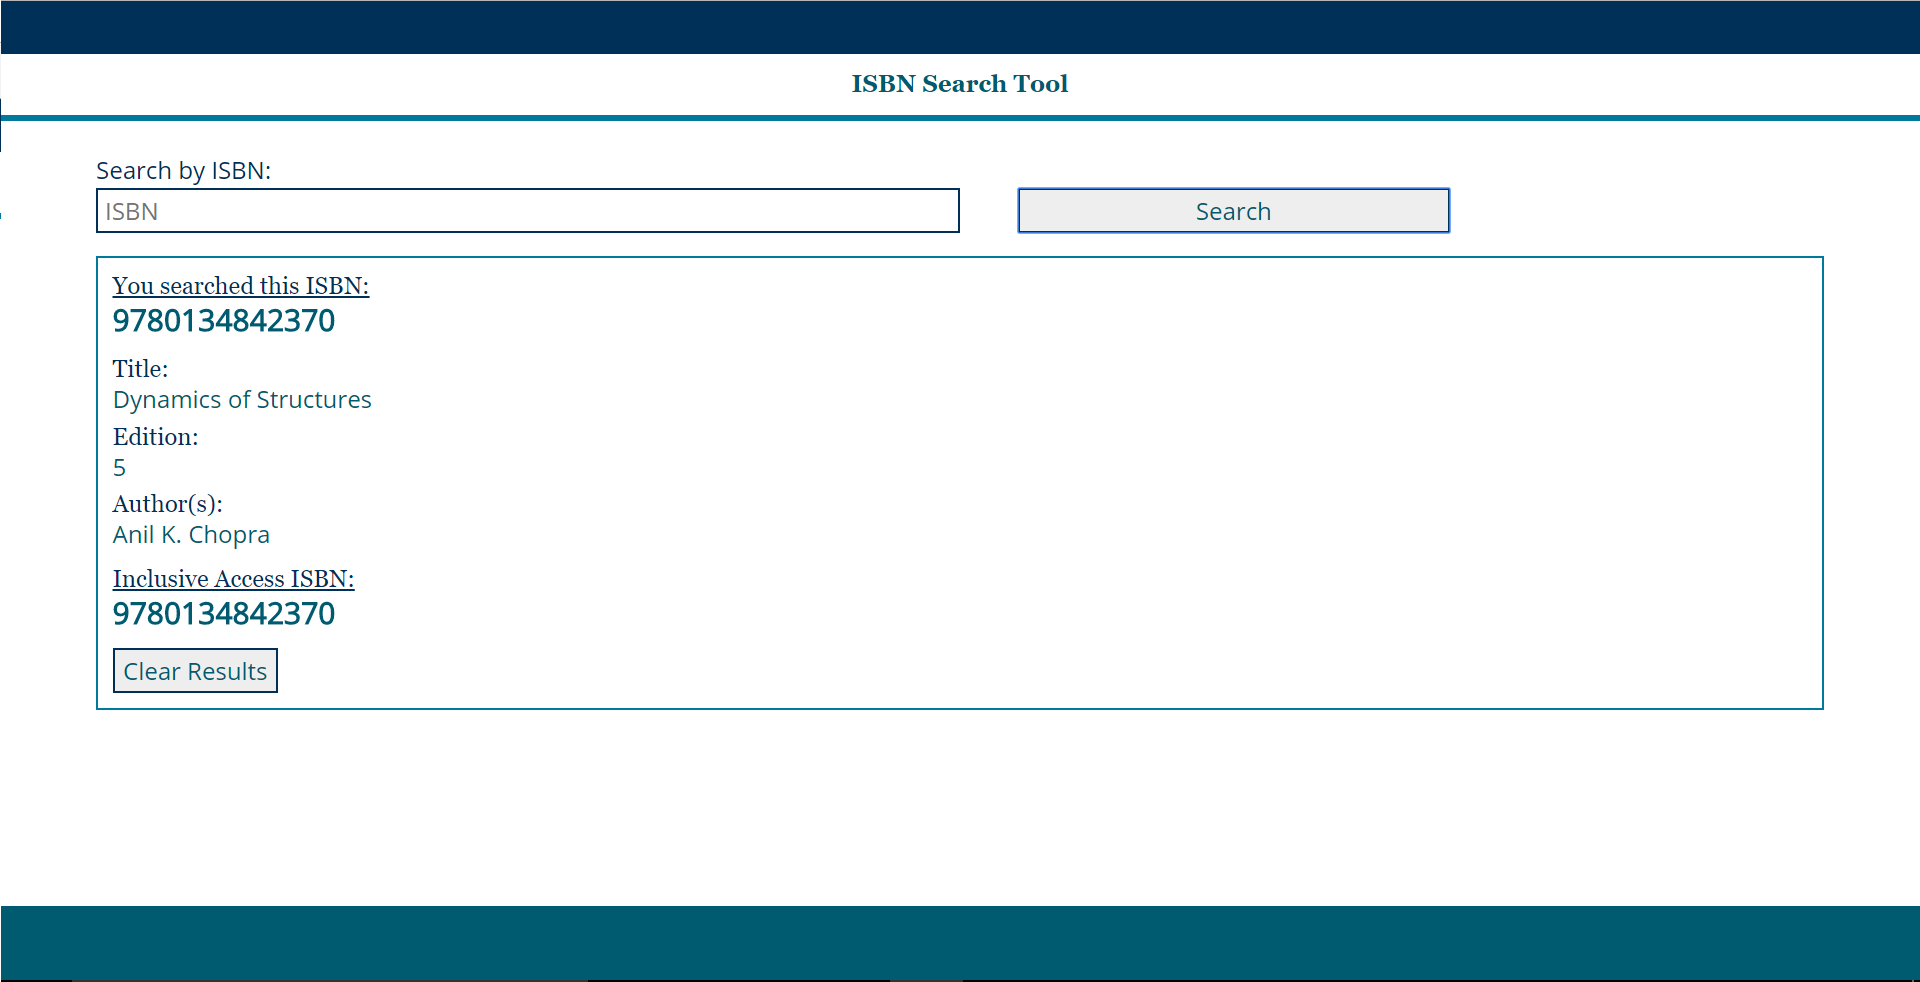 ISBN Search Tool
Search by ISBN:
ISBN
Search
You searched this ISBN:
9780134842370
Title:
Dynamics of Structures
Edition:
5
Author(s):
Anil K. Chopra
Inclusive Access ISBN:
9780134842370
Clear Results